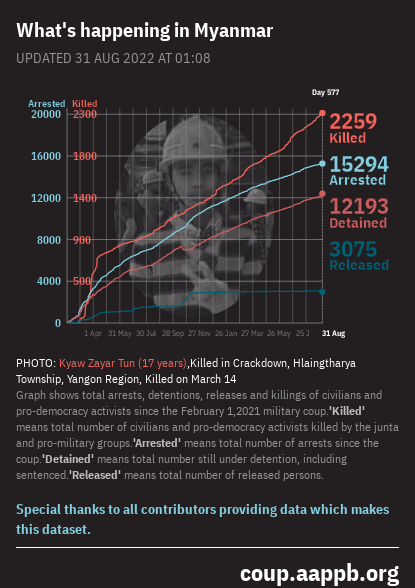 What's happening in Myanmar
UPDATED 31 AUG 2022 AT 01:08
Day 577
Arrested Killed
20000 2300
2259
Killed
16000 1800
15294
Arrested
12000 1400
12193
Detained
8000 900
3075
Released
4000 500
0
1 Apr 31 May 30 Jul 28 Sep 27 Nov 26 Jan 27 Mar 26 May 25 J 31 Aug
PHOTO: Kyaw Zayar Tun (17 years),Killed in Crackdown, Hlaingtharya
Township, Yangon Region, Killed on March 14
Graph shows total arrests, detentions, releases and killings of civilians and
pro-democracy activists since the February 1,2021 military coup.'Killed'
means total number of civilians and pro-democracy activists killed by the junta
and pro-military groups.'Arrested' means total number of arrests since the
coup.'Detained' means total number still under detention, including
sentenced.'Released' means total number of released persons.
Special thanks to all contributors providing data which makes
this dataset.
coup.aappb.org